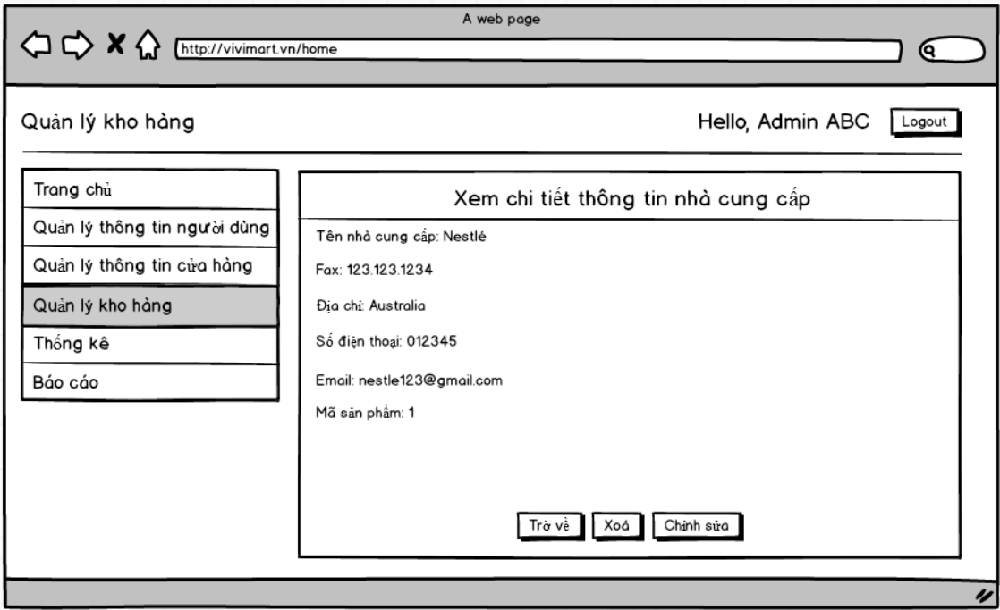 A web page
http://vivimart.vn/home
Quản lý kho hàng
Hello, Admin ABC
Logout
Trang chủ
Quản lý thông tin người dùng
Quản lý thông tin cửa hàng
Quản lý kho hàng
Thống kê
Báo cáo
Xem chi tiết thông tin nhà cung cấp
Tên nhà cung cấp: Nestlé
Fax: 123.123.1234
Địa chỉ: Australia
Số điện thoại: 012345
Email: nestle123@gmail.com
Mã sản phẩm: 1
Trở về
Xoá
Chỉnh sửa